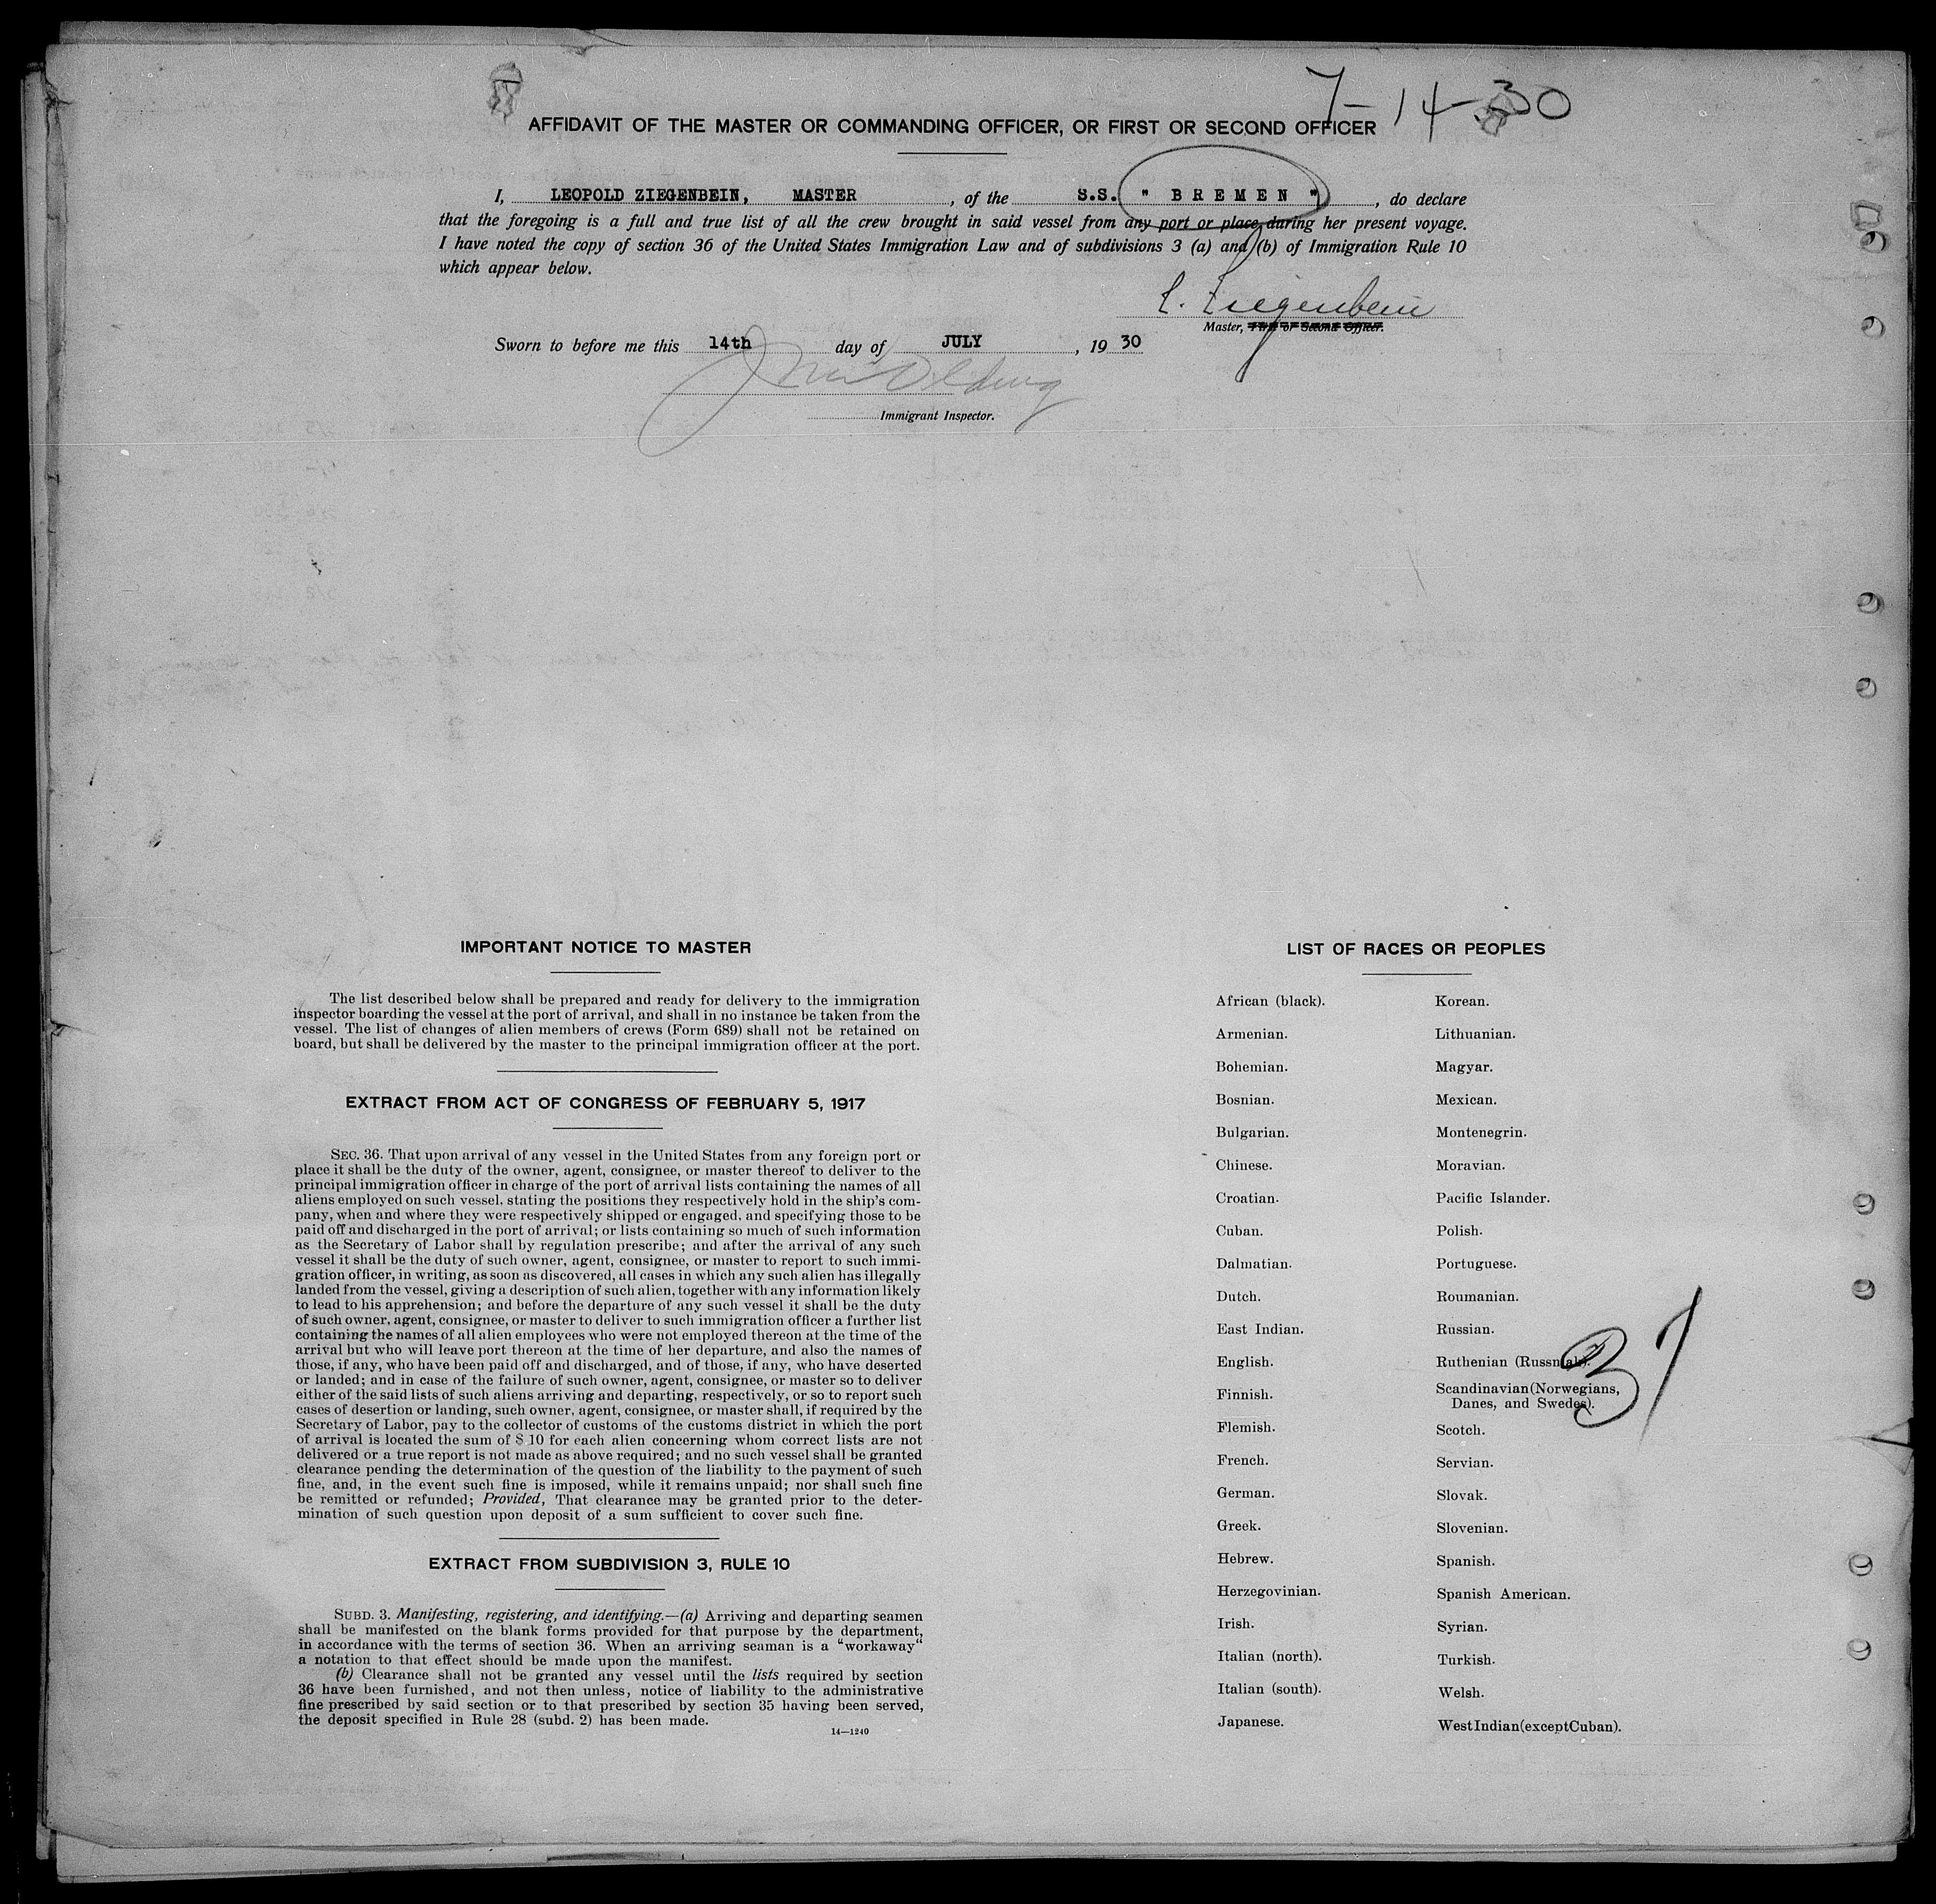 7-14-30
AFFIDAVIT OF THE MASTER OR COMMANDING OFFICER, OR FIRST OR SECOND OFFICER
I, LEOPOLD ZIEGENBEIN, MASTER , of the S.S. " B R E M E N " , do declare
that the foregoing is a full and true list of all the crew brought in said vessel from any port or place during her present voyage.
I have noted the copy of section 36 of the United States Immigration Law and of subdivisions 3 (a) and (b) of Immigration Rule 10
which appear below.
L. Ziegenbein
Master, First or Second Officer.
Sworn to before me this 14th day of JULY , 19 30
Immigrant Inspector.
IMPORTANT NOTICE TO MASTER
The list described below shall be prepared and ready for delivery to the immigration
inspector boarding the vessel at the port of arrival, and shall in no instance be taken from the
vessel. The list of changes of alien members of crews (Form 689) shall not be retained on
board, but shall be delivered by the master to the principal immigration officer at the port.
EXTRACT FROM ACT OF CONGRESS OF FEBRUARY 5, 1917
SEC. 36. That upon arrival of any vessel in the United States from any foreign port or
place it shall be the duty of the owner, agent, consignee, or master thereof to deliver to the
principal immigration officer in charge of the port of arrival lists containing the names of all
aliens employed on such vessel. stating the positions they respectively hold in the ship's com-
pany, when and where they were respectively shipped or engaged. and specifying those to be
paid off and discharged in the port of arrival; or lists containing so much of such information
as the Secretary of Labor shall by regulation prescribe; and after the arrival of any such
vessel it shall be the duty of such owner, agent, consignee, or master to report to such immi-
gration officer, in writing, as soon as discovered, all cases in which any such alien has illegally
landed from the vessel, giving a description of such alien, together with any information likely
to lead to his apprehension; and before the departure of any such vessel it shall be the duty
of such owner, agent, consignee, or master to deliver to such immigration officer a further list
containing the names of all alien employees who were not employed thereon at the time of the
arrival but who will leave port thereon at the time of her departure, and also the names of
those, if any, who have been paid off and discharged, and of those, if any, who have deserted
or landed; and in case of the failure of such owner, agent, consignee, or master so to deliver
either of the said lists of such aliens arriving and departing, respectively, or so to report such
cases of desertion or landing, such owner, agent, consignee, or master shall, if required by the
Secretary of Labor, pay to the collector of customs of the customs district in which the port
of arrival is located the sum of $ 10 for each alien concerning whom correct lists are not
delivered or a true report is not made as above required; and no such vessel shall be granted
clearance pending the determination of the question of the liability to the payment of such
fine, and, in the event such fine is imposed, while it remains unpaid; nor shall such fine
be remitted or refunded; Provided, That clearance may be granted prior to the deter-
mination of such question upon deposit of a sum sufficient to cover such fine.
EXTRACT FROM SUBDIVISION 3, RULE 10
SUBD. 3. Manifesting, registering, and identifying.—(a) Arriving and departing seamen
shall be manifested on the blank forms provided for that purpose by the department,
in accordance with the terms of section 36. When an arriving seaman is a "workaway"
a notation to that effect should be made upon the manifest.
(b) Clearance shall not be granted any vessel until the lists required by section
36 have been furnished, and not then unless, notice of liability to the administrative
fine prescribed by said section or to that prescribed by section 35 having been served,
the deposit specified in Rule 28 (subd. 2) has been made.
14—1240
LIST OF RACES OR PEOPLES
African (black).
Armenian.
Bohemian.
Bosnian.
Bulgarian.
Chinese.
Croatian.
Cuban.
Dalmatian.
Dutch.
East Indian.
English.
Finnish.
Flemish.
French.
German.
Greek.
Hebrew.
Herzegovinian.
Irish.
Italian (north).
Italian (south).
Japanese.
Korean.
Lithuanian.
Magyar.
Mexican.
Montenegrin.
Moravian.
Pacific Islander.
Polish.
Portuguese.
Roumanian.
Russian.
Ruthenian (Russniak).
Scandinavian (Norwegians,
Danes, and Swedes).
Scotch.
Servian.
Slovak.
Slovenian.
Spanish.
Spanish American.
Syrian.
Turkish.
Welsh.
West Indian (except Cuban).
31